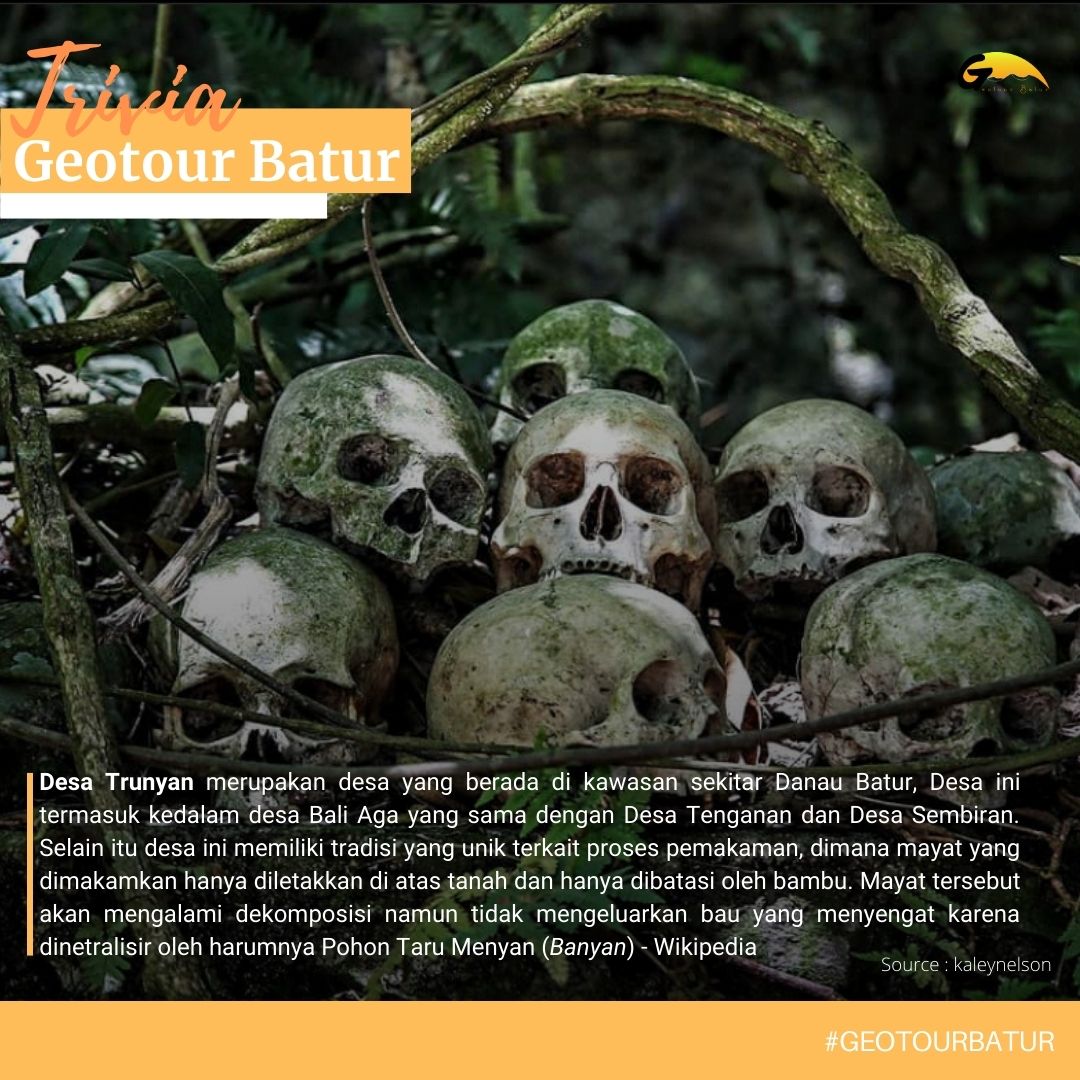 Trivia
Geotour Batur
Geotour Batur
Desa Trunyan merupakan desa yang berada di kawasan sekitar Danau Batur, Desa ini
termasuk kedalam desa Bali Aga yang sama dengan Desa Tenganan dan Desa Sembiran.
Selain itu desa ini memiliki tradisi yang unik terkait proses pemakaman, dimana mayat yang
dimakamkan hanya diletakkan di atas tanah dan hanya dibatasi oleh bambu. Mayat tersebut
akan mengalami dekomposisi namun tidak mengeluarkan bau yang menyengat karena
dinetralisir oleh harumnya Pohon Taru Menyan (Banyan) - Wikipedia
Source : kaleynelson
#GEOTOURBATUR